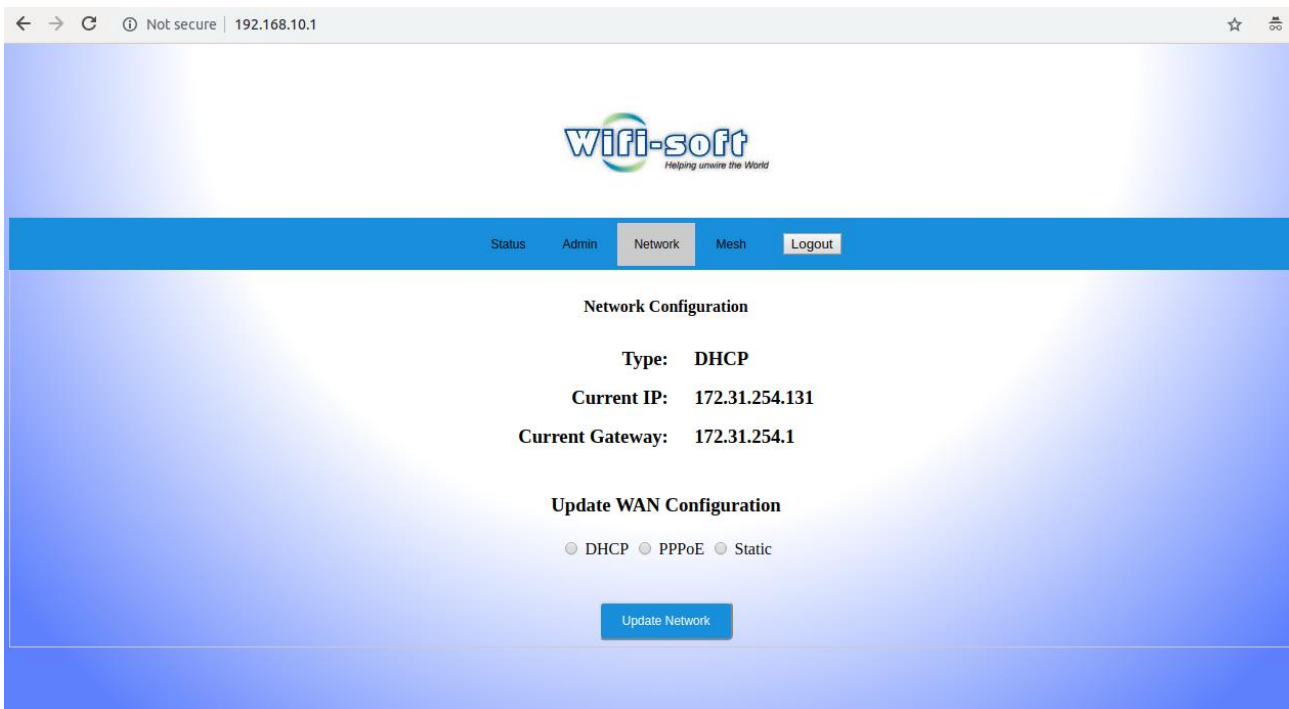 Not secure | 192.168.10.1
Wifi-soft
Helping unwire the World
Status Admin Network Mesh Logout
Network Configuration
Type: DHCP
Current IP: 172.31.254.131
Current Gateway: 172.31.254.1
Update WAN Configuration
DHCP PPPoE Static
Update Network